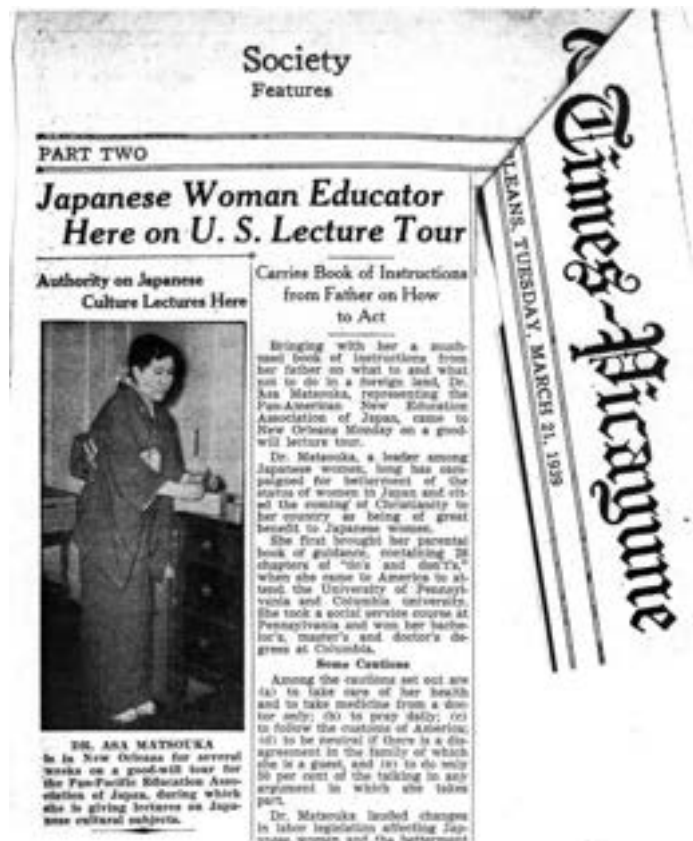 Society
Features
PART TWO
Japanese Woman Educator
Here on U. S. Lecture Tour
Authority on Japanese
Culture Lectures Here
DR. ASA MATSOUKA
Is in New Orleans for several
weeks on a good-will tour for
the Pan-Pacific Education Asso-
ciation of Japan, during which
she is giving lectures on Japa-
nese cultural subjects.
Carries Book of Instructions
from Father on How
to Act
Bringing with her a much-
used book of instructions from
her father on what to and what
not to do in a foreign land, Dr.
Asa Matsouka, representing the
Pan-American New Education
Association of Japan, came to
New Orleans Monday on a good-
will lecture tour.
Dr. Matsouka, a leader among
Japanese women, long has cam-
paigned for betterment of the
status of women in Japan and cit-
ed the coming of Christianity to
her country as being of great
benefit to Japanese women.
She first brought her parental
book of guidance, containing 28
chapters of "do's and don't's,"
when she came to America to at-
tend the University of Pennsyl-
vania and Columbia university.
She took a social service course at
Pennsylvania and won her bache-
lor's, master's and doctor's de-
grees at Columbia.
Some Cautions
Among the cautions set out are
(a) to take care of her health
and to take medicine from a doc-
tor only; (b) to pray daily; (c)
to follow the customs of America;
(d) to be neutral if there is a dis-
agreement in the family of which
she is a guest, and (e) to do only
50 per cent of the talking in any
argument in which she takes
part.
Dr. Matsouka lauded changes
in labor legislation affecting Jap-
anese women and the betterment
Times-Picayune
LEANS, TUESDAY, MARCH 21, 1939